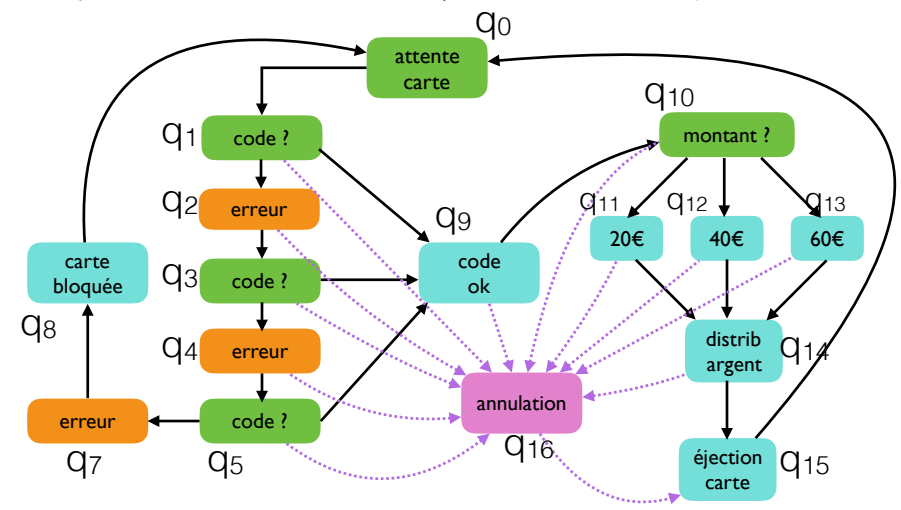 q0
attente
carte
q10
q1
code ?
montant ?
q2
erreur
q9
q11
q12
q13
carte
bloquée
q3
code ?
code
ok
20€
40€
60€
q8
q4
erreur
distrib
argent
q14
annulation
erreur
code ?
q7
q5
q16
éjection
carte
q15